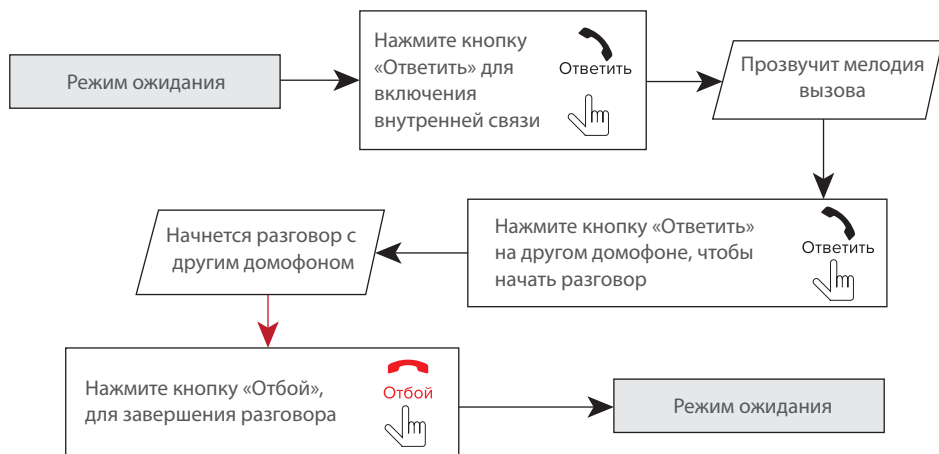 Режим ожидания
Нажмите кнопку
«Ответить» для
включения
внутренней связи
Ответить
Прозвучит мелодия
вызова
Нажмите кнопку «Ответить»
на другом домофоне, чтобы
начать разговор
Ответить
Начнется разговор с
другим домофоном
Нажмите кнопку «Отбой»,
для завершения разговора
Отбой
Режим ожидания